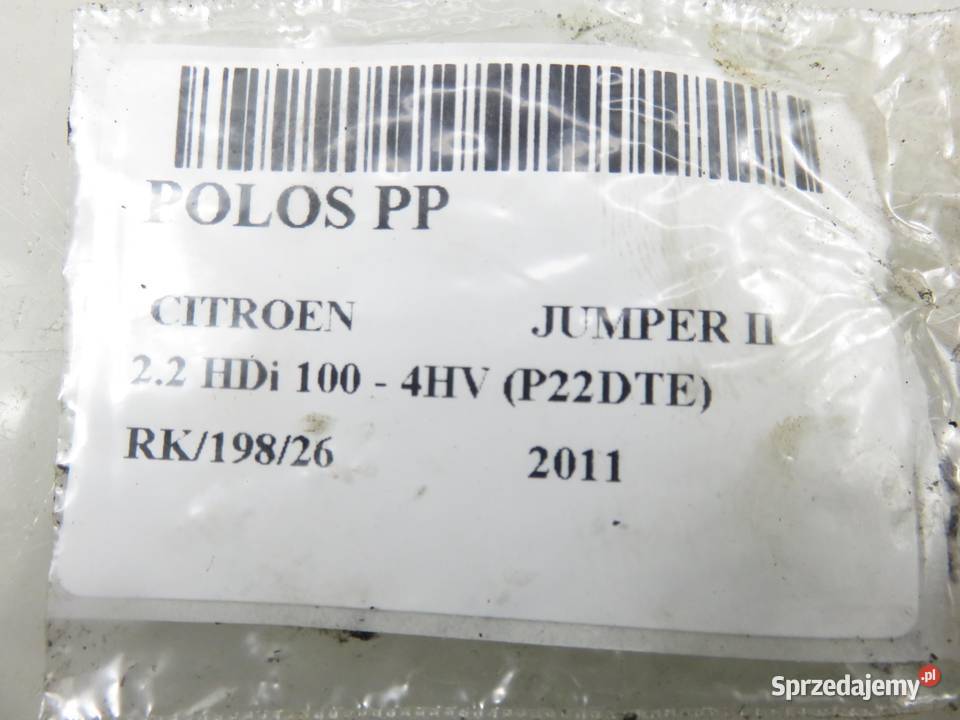 POLOS PP
CITROEN JUMPER II
2.2 HDi 100 - 4HV (P22DTE)
RK/198/26 2011
Sprzedajemy.pl